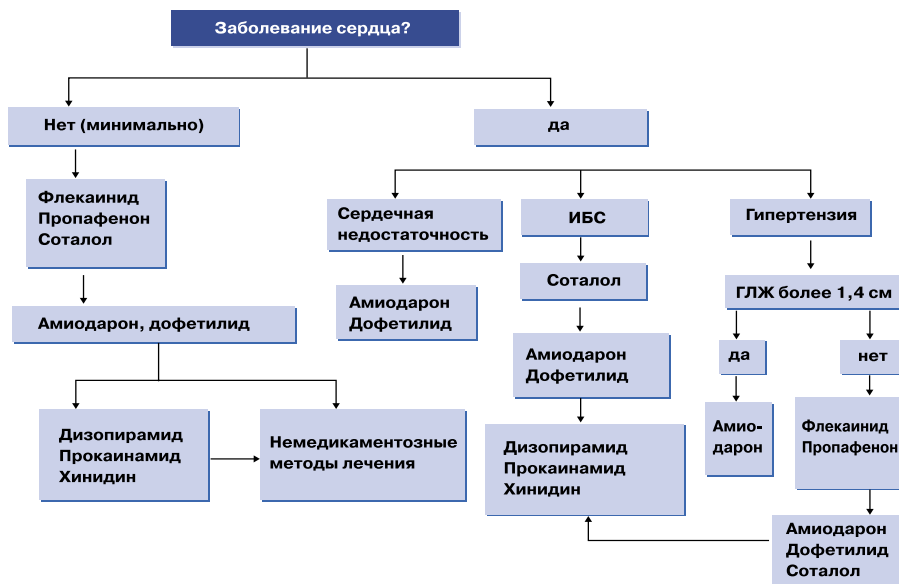 Заболевание сердца?
Нет (минимально)
да
Флекаинид
Пропафенон
Соталол
Сердечная
недостаточность
ИБС
Гипертензия
Соталол
ГЛЖ более 1,4 см
Амиодарон
Дофетилид
Амиодарон, дофетилид
Амиодарон
Дофетилид
да
нет
Дизопирамид
Прокаинамид
Хинидин
Немедикаментозные
методы лечения
Дизопирамид
Прокаинамид
Хинидин
Амио-
дарон
Флекаинид
Пропафенон
Амиодарон
Дофетилид
Соталол